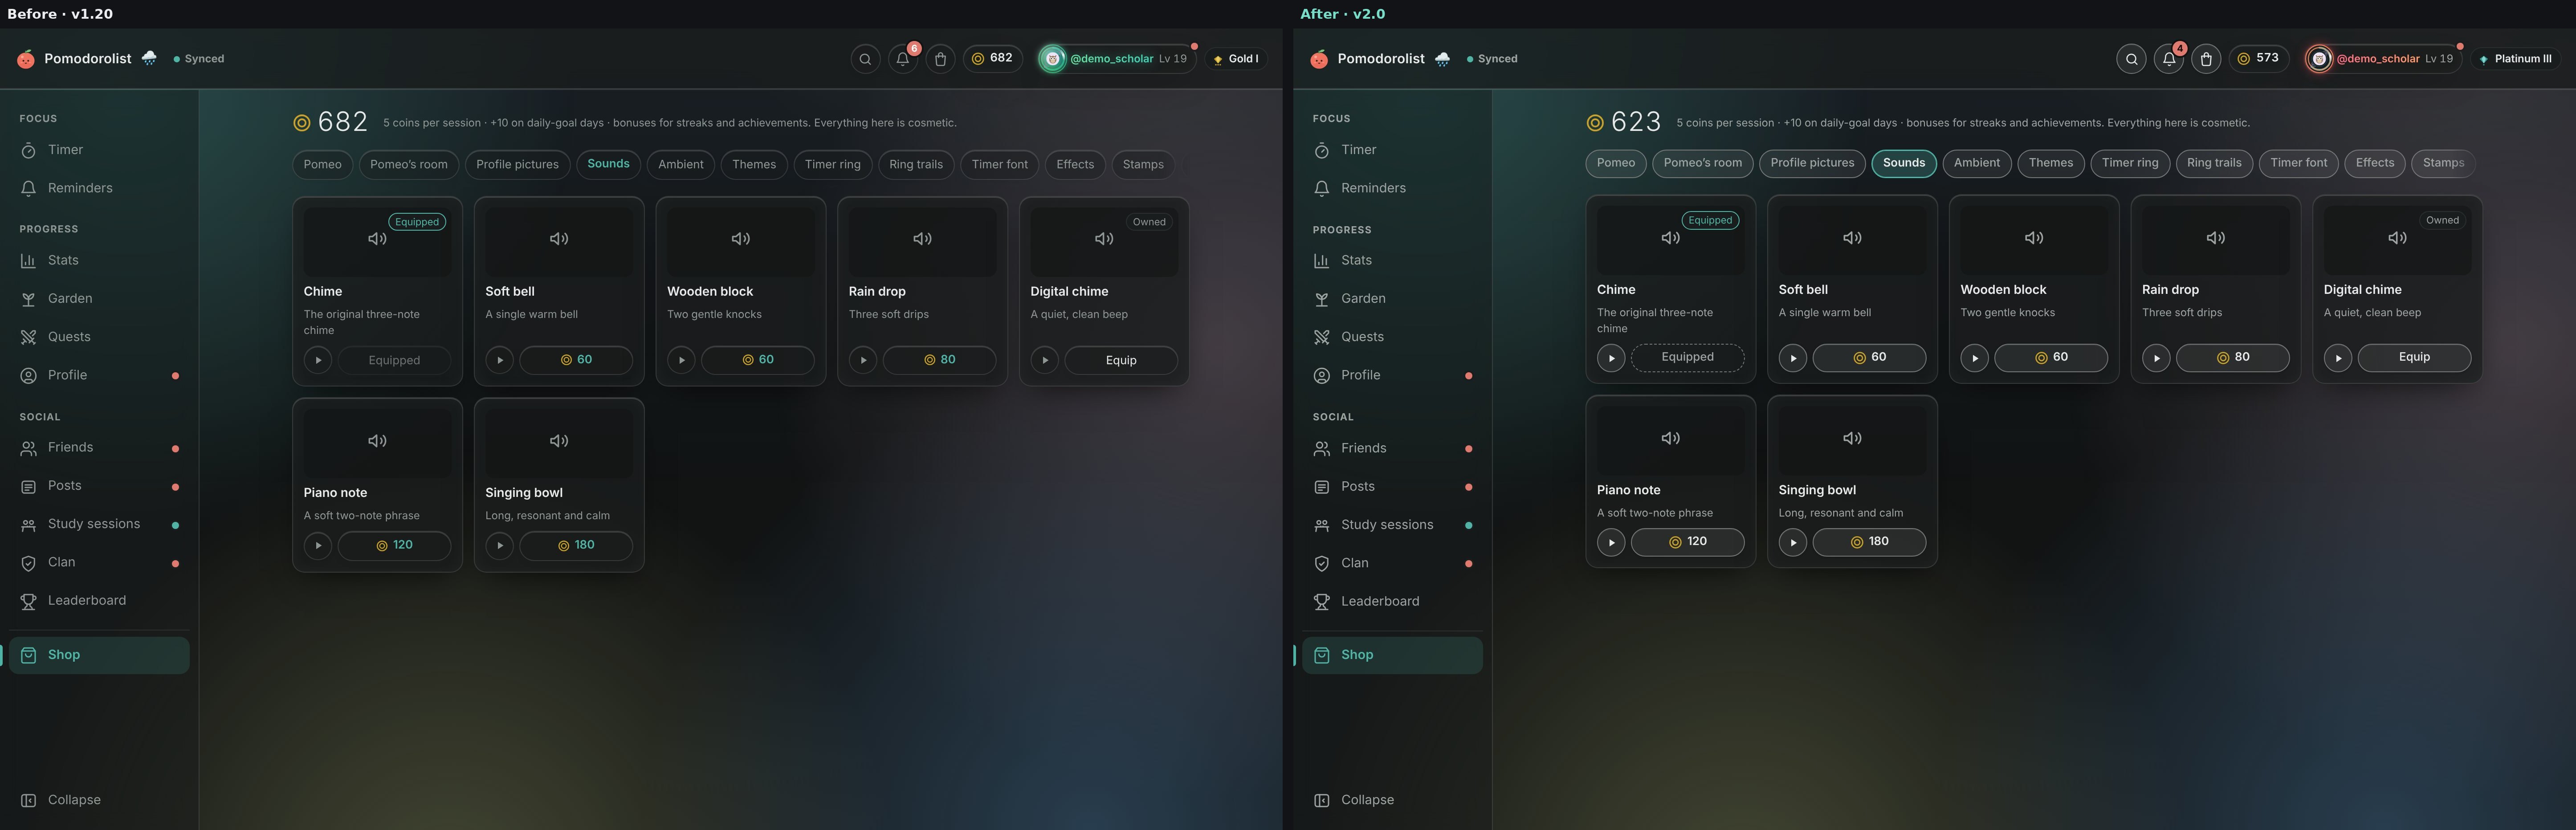 Before · v1.20
Pomodorolist
Synced
6
682
@demo_scholar Lv 19
Gold I
FOCUS
Timer
Reminders
PROGRESS
Stats
Garden
Quests
Profile
SOCIAL
Friends
Posts
Study sessions
Clan
Leaderboard
Shop
Collapse
682 5 coins per session · +10 on daily-goal days · bonuses for streaks and achievements. Everything here is cosmetic.
Pomeo Pomeo's room Profile pictures Sounds Ambient Themes Timer ring Ring trails Timer font Effects Stamps
Equipped
Chime
The original three-note
chime
Equipped
Soft bell
A single warm bell
60
Wooden block
Two gentle knocks
60
Rain drop
Three soft drips
80
Owned
Digital chime
A quiet, clean beep
Equip
Piano note
A soft two-note phrase
120
Singing bowl
Long, resonant and calm
180
After · v2.0
Pomodorolist
Synced
4
573
@demo_scholar Lv 19
Platinum III
FOCUS
Timer
Reminders
PROGRESS
Stats
Garden
Quests
Profile
SOCIAL
Friends
Posts
Study sessions
Clan
Leaderboard
Shop
Collapse
623 5 coins per session · +10 on daily-goal days · bonuses for streaks and achievements. Everything here is cosmetic.
Pomeo Pomeo's room Profile pictures Sounds Ambient Themes Timer ring Ring trails Timer font Effects Stamps
Equipped
Chime
The original three-note
chime
Equipped
Soft bell
A single warm bell
60
Wooden block
Two gentle knocks
60
Rain drop
Three soft drips
80
Owned
Digital chime
A quiet, clean beep
Equip
Piano note
A soft two-note phrase
120
Singing bowl
Long, resonant and calm
180